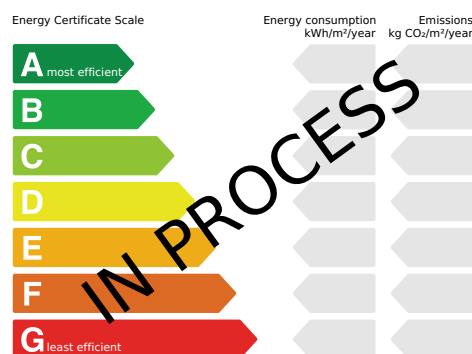 Energy Certificate Scale
Energy consumption
kWh/m²/year
Emissions
kg CO₂/m²/year
A most efficient
B
C
D
E
F
G least efficient
IN PROCESS